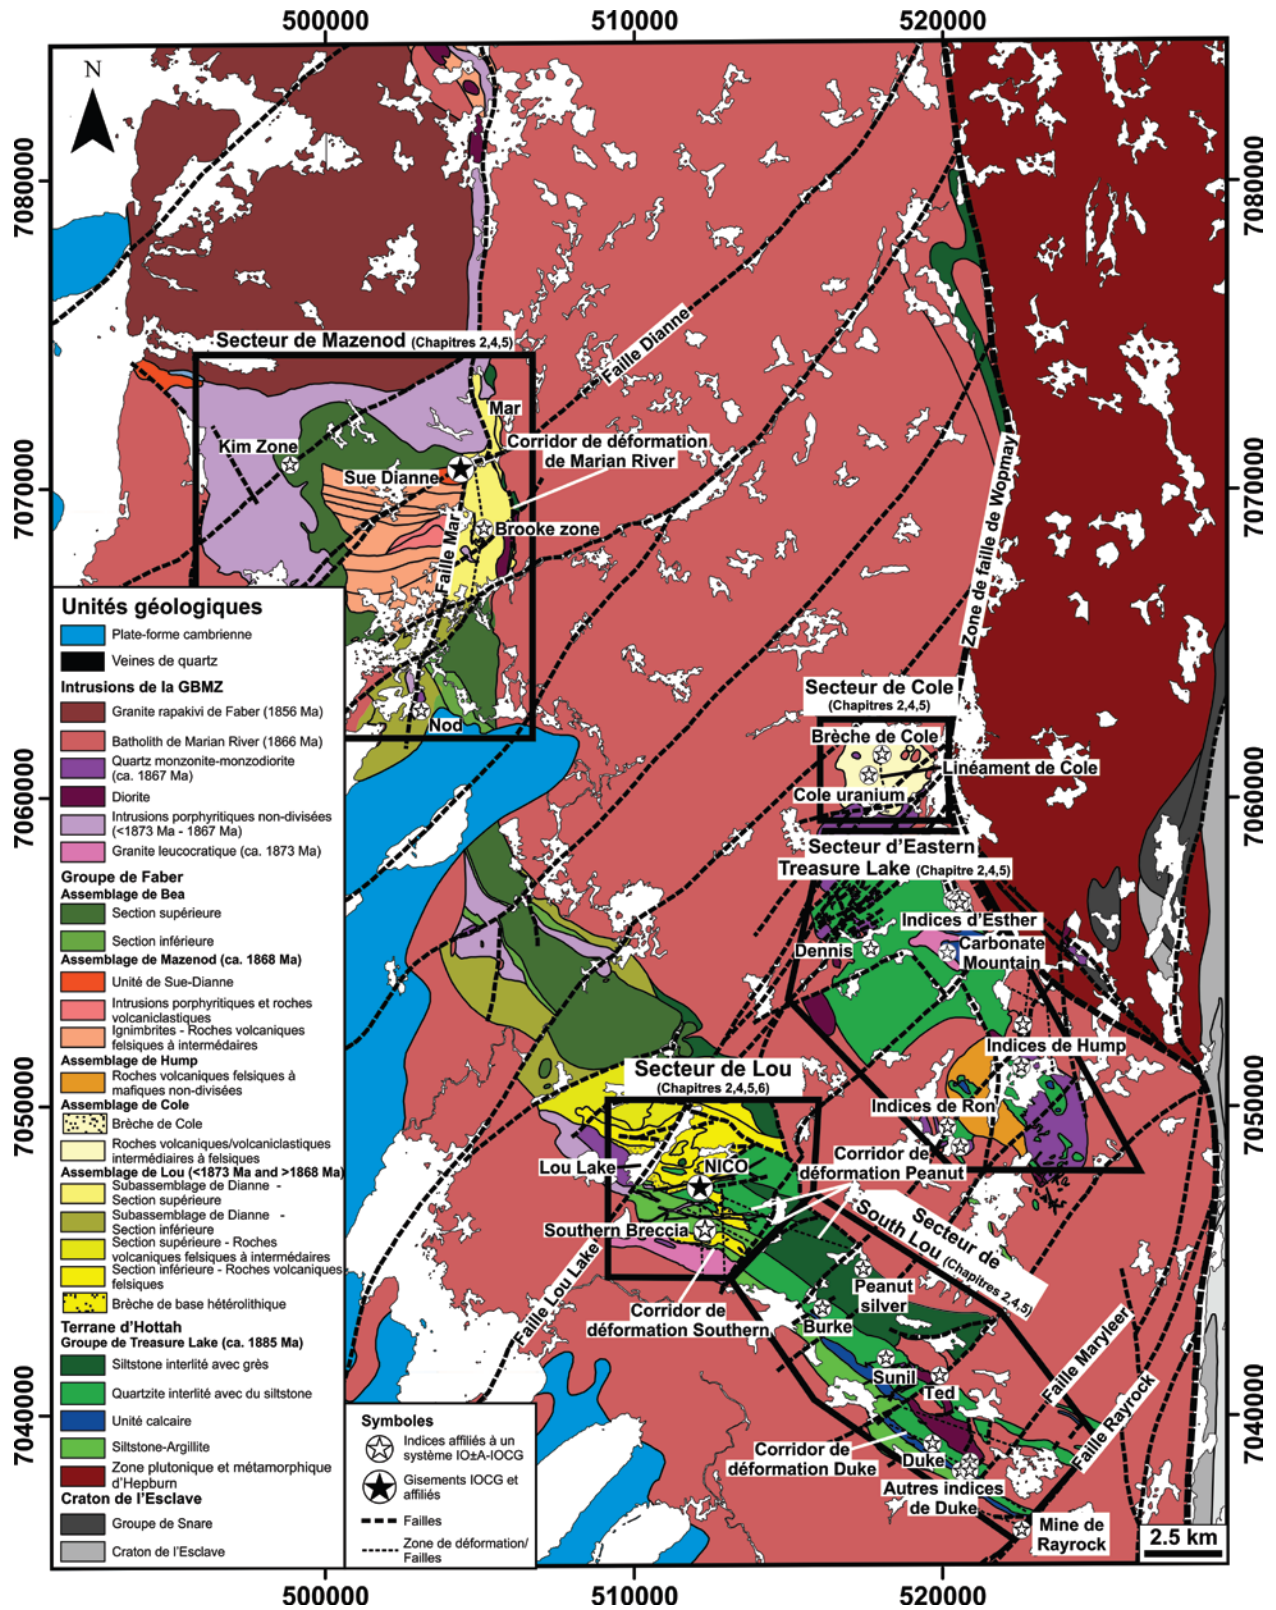 500000
510000
520000
N
7080000
7080000
Secteur de Mazenod (Chapitres 2,4,5)
Faille Dianne
Mar
Kim Zone
Corridor de déformation
de Marian River
Sue Dianne
7070000
7070000
Brooke zone
Faille Mar
Zone de faille de Wopmay
Nod
Secteur de Cole
(Chapitres 2,4,5)
Brèche de Cole
Linéament de Cole
Cole uranium
7060000
7060000
Secteur d'Eastern
Treasure Lake (Chapitre 2,4,5)
Indices d'Esther
Dennis
Carbonate
Mountain
Indices de Hump
Secteur de Lou
(Chapitres 2,4,5,6)
7050000
7050000
Indices de Ron
Lou Lake
NICO
Corridor de
déformation Peanut
Southern Breccia
Secteur de
South Lou (Chapitres 2,4,5)
Faille Lou Lake
Peanut
silver
Corridor de
déformation Southern
Burke
Sunil
Ted
Faille Maryleer
Faille Rayrock
7040000
7040000
Corridor de
déformation Duke
Duke
Autres indices
de Duke
Mine de
Rayrock
2.5 km
Unités géologiques
Plate-forme cambrienne
Veines de quartz
Intrusions de la GBMZ
Granite rapakivi de Faber (1856 Ma)
Batholith de Marian River (1866 Ma)
Quartz monzonite-monzodiorite
(ca. 1867 Ma)
Diorite
Intrusions porphyritiques non-divisées
(<1873 Ma - 1867 Ma)
Granite leucocratique (ca. 1873 Ma)
Groupe de Faber
Assemblage de Bea
Section supérieure
Section inférieure
Assemblage de Mazenod (ca. 1868 Ma)
Unité de Sue-Dianne
Intrusions porphyritiques et roches
volcaniclastiques
Ignimbrites - Roches volcaniques
felsiques à intermédaires
Assemblage de Hump
Roches volcaniques felsiques à
mafiques non-divisées
Assemblage de Cole
Brèche de Cole
Roches volcaniques/volcaniclastiques
intermédiaires à felsiques
Assemblage de Lou (<1873 Ma and >1868 Ma)
Subassemblage de Dianne -
Section supérieure
Subassemblage de Dianne -
Section inférieure
Section supérieure - Roches
volcaniques felsiques à intermédaires
Section inférieure - Roches volcaniques
felsiques
Brèche de base hétérolithique
Terrane d'Hottah
Groupe de Treasure Lake (ca. 1885 Ma)
Siltstone interlité avec grès
Quartzite interlité avec du siltstone
Unité calcaire
Siltstone-Argillite
Zone plutonique et métamorphique
d'Hepburn
Craton de l'Esclave
Groupe de Snare
Craton de l'Esclave
Symboles
Indices affiliés à un
système IO±A-IOCG
Gisements IOCG et
affiliés
Failles
Zone de déformation/
Failles
500000
510000
520000